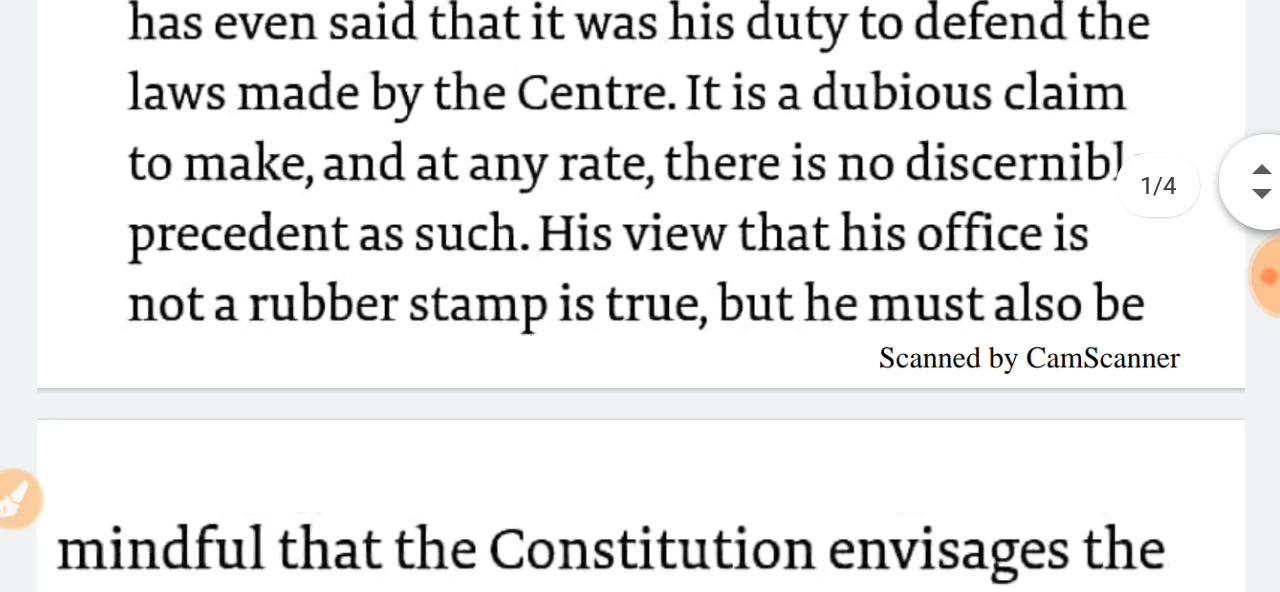 has even said that it was his duty to defend the
laws made by the Centre. It is a dubious claim
to make, and at any rate, there is no discernibl
1/4
precedent as such. His view that his office is
not a rubber stamp is true, but he must also be
Scanned by CamScanner
mindful that the Constitution envisages the